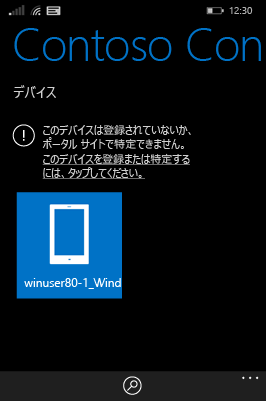 12:30
Contoso Con
デバイス
このデバイスは登録されていないか、
ポータル サイトで特定できません。
このデバイスを登録または特定する
には、タップしてください。
winuser80-1_Wind